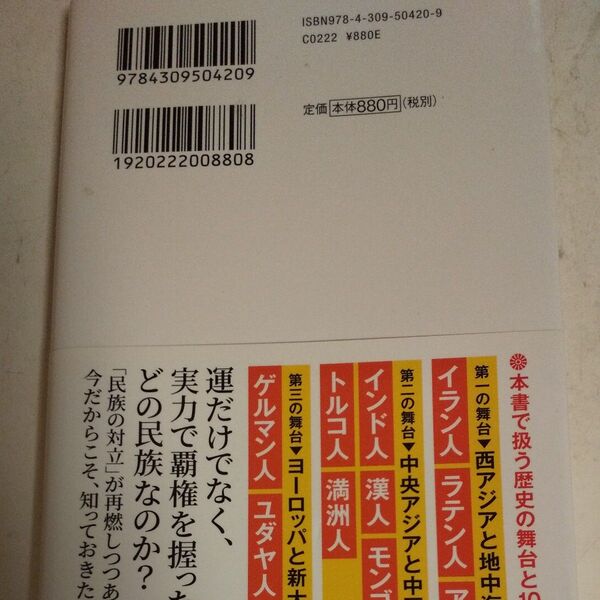 ISBN978-4-309-50420-9
C0222 ¥880E
9784309504209
定価 本体880円(税別)
1920222008808
本書で扱う歴史の舞台と10
第一の舞台▼西アジアと地中海
イラン人 ラテン人 ア
第二の舞台▼中央アジアと中
インド人 漢人 モンゴ
トルコ人 満洲人
第三の舞台▼ヨーロッパと新大
ゲルマン人 ユダヤ人
運だけでなく、
実力で覇権を握った
どの民族なのか?
「民族の対立」が再燃しつつあ
今だからこそ、知っておきた